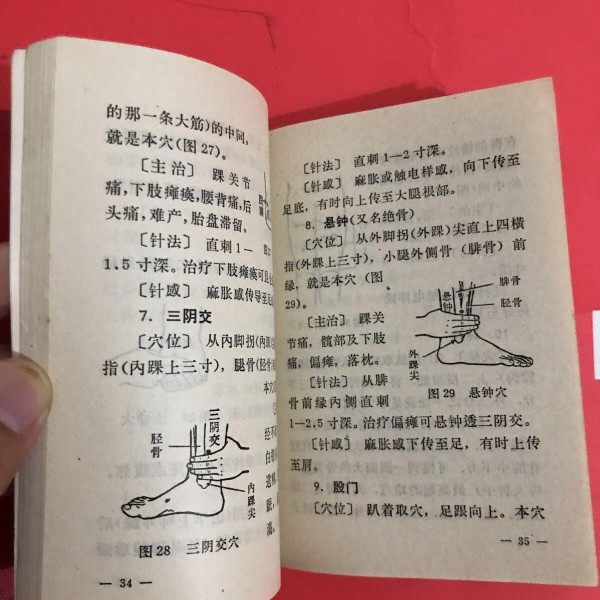 的那一条大筋)的中间,
就是本穴(图27)。
[主治] 踝关节
痛,下肢瘫痪,腰背痛,后
头痛,难产,胎盘滞留。
[针法] 直刺1—
1.5寸深。治疗下肢瘫痪可
[针感] 麻胀感传导至足
7. 三阴交
[穴位] 从内脚拐(内踝
指(内踝上三寸),腿骨(胫骨
胫骨
三阴交
内踝尖
图28 三阴交穴
— 34 —
[针法] 直刺1—2寸深。
[针感] 麻胀或触电样感,向下传至
足底,有时向上传至大腿根部。
8. 悬钟(又名绝骨)
[穴位] 从外脚拐(外踝)尖直上四横
指(外踝上三寸),小腿外侧骨(腓骨)前
缘,就是本穴(图
29)。
[主治] 踝关
节痛,髋部及下肢
痛,偏瘫,落枕。
[针法] 从腓
骨前缘内侧直刺
悬钟
腓骨
胫骨
外踝尖
图29 悬钟穴
1—2.5寸深。治疗偏瘫可悬钟透三阴交。
[针感] 麻胀感下传至足,有时上传
至肩。
9. 殷门
[穴位] 趴着取穴,足跟向上。本穴
— 35 —